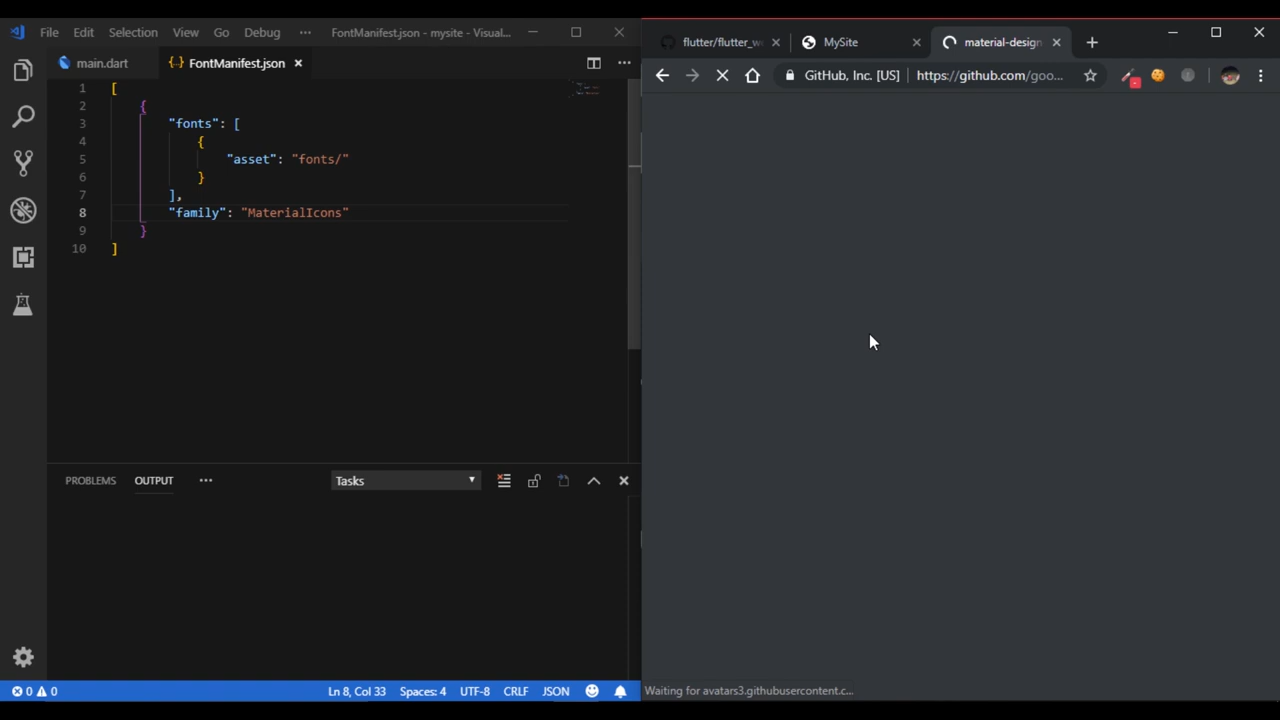 File Edit Selection View Go Debug ··· FontManifest.json - mysite - Visual...
main.dart
{··} FontManifest.json
1 [
2 {
3 "fonts": [
4 {
5 "asset": "fonts/"
6 }
7 ],
8 "family": "MaterialIcons"
9 }
10 ]
PROBLEMS OUTPUT ··· Tasks
0 0 Ln 8, Col 33 Spaces: 4 UTF-8 CRLF JSON
flutter/flutter_w MySite material-design
GitHub, Inc. [US] https://github.com/goo...
Waiting for avatars3.githubusercontent.c...